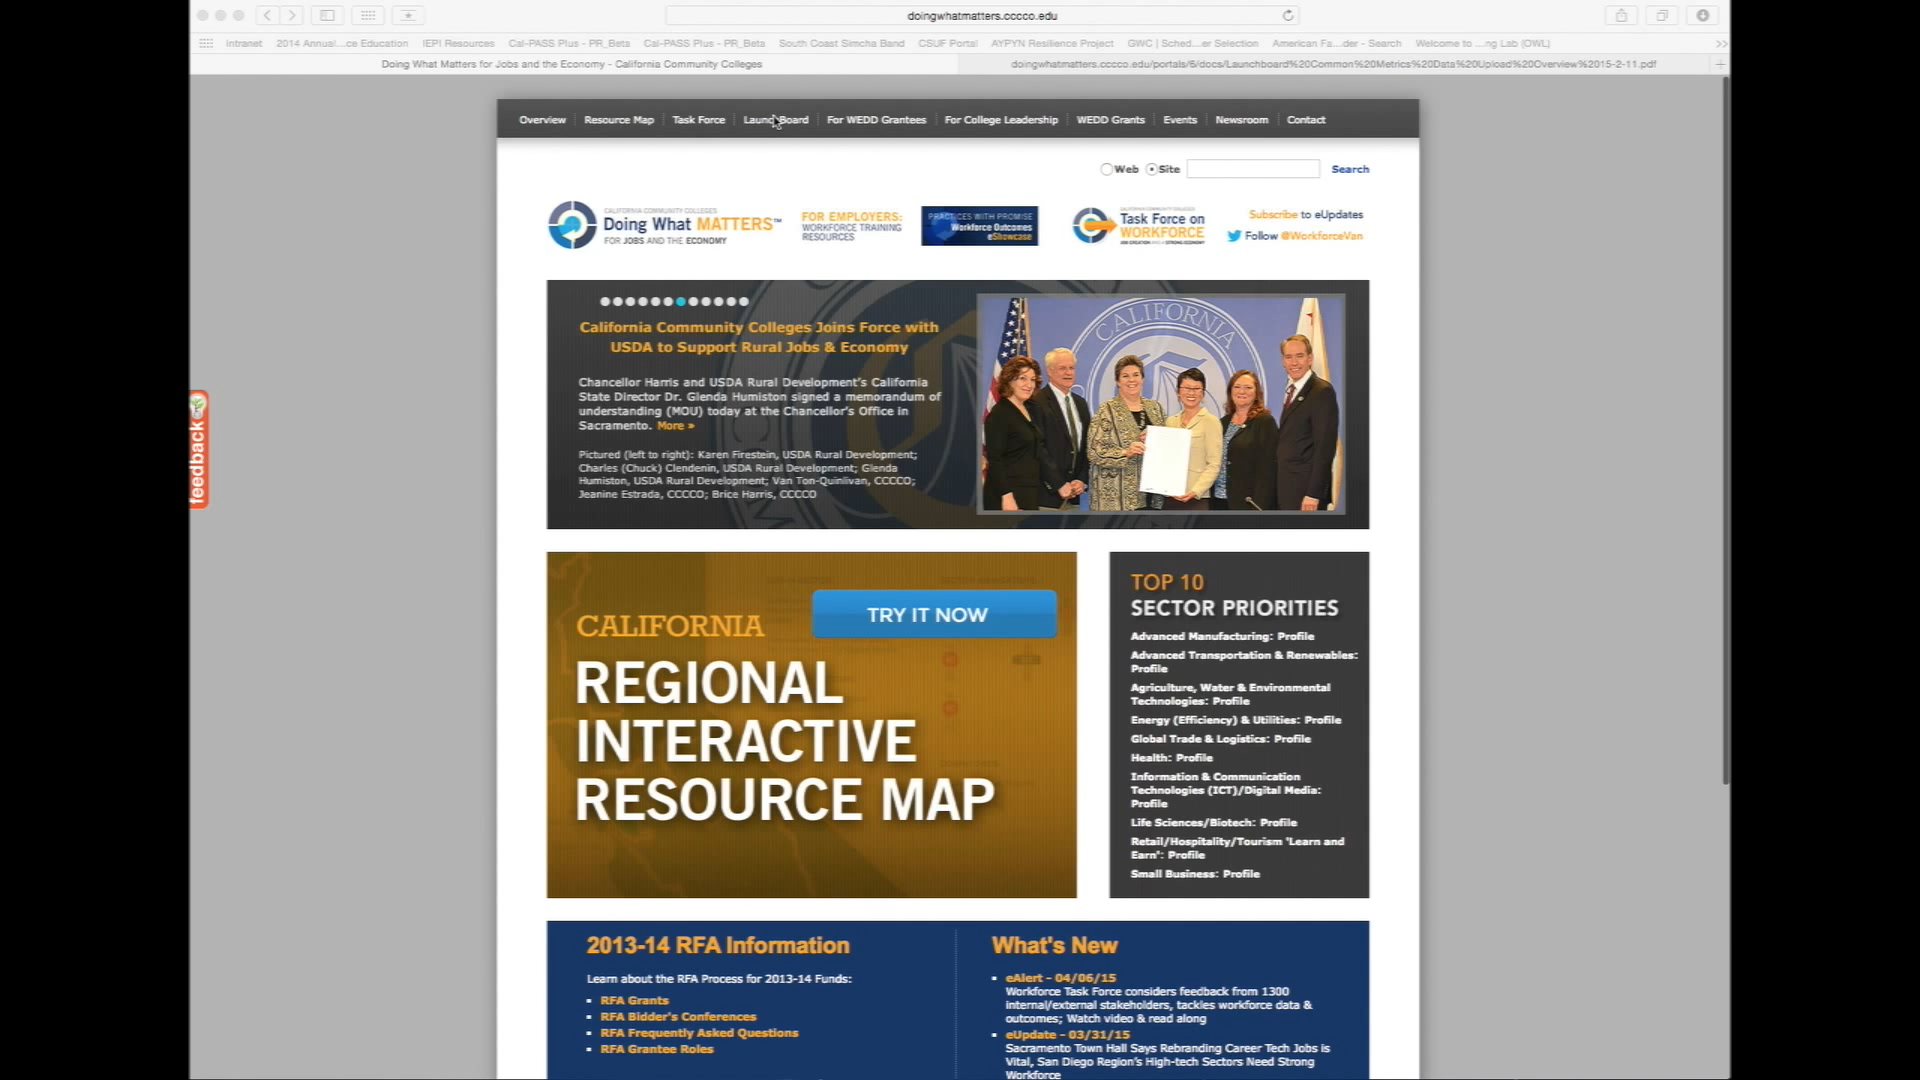 doingwhatmatters.cccco.edu
Intranet 2014 Annual...ce Education IEPI Resources Cal-PASS Plus - PR_Beta Cal-PASS Plus - PR_Beta South Coast Simcha Band CSUF Portal AYPYN Resilience Project GWC | Sched...er Selection American Fa...der - Search Welcome to ...ng Lab (OWL)
Doing What Matters for Jobs and the Economy - California Community Colleges
doingwhatmatters.cccco.edu/portals/6/docs/Launchboard%20Common%20Metrics%20Data%20Upload%20Overview%2015-2-11.pdf
Overview Resource Map Task Force LaunchBoard For WEDD Grantees For College Leadership WEDD Grants Events Newsroom Contact
Web Site Search
CALIFORNIA COMMUNITY COLLEGES
Doing What MATTERS™
FOR JOBS AND THE ECONOMY
FOR EMPLOYERS:
WORKFORCE TRAINING
RESOURCES
PRACTICES WITH PROMISE
Workforce Outcomes
eShowcase
CALIFORNIA COMMUNITY COLLEGES
Task Force on
WORKFORCE
JOB CREATION AND A STRONG ECONOMY
Subscribe to eUpdates
Follow @WorkforceVan
California Community Colleges Joins Force with
USDA to Support Rural Jobs & Economy
Chancellor Harris and USDA Rural Development's California
State Director Dr. Glenda Humiston signed a memorandum of
understanding (MOU) today at the Chancellor's Office in
Sacramento. More »
Pictured (left to right): Karen Firestein, USDA Rural Development;
Charles (Chuck) Clendenin, USDA Rural Development; Glenda
Humiston, USDA Rural Development; Van Ton-Quinlivan, CCCCO;
Jeanine Estrada, CCCCO; Brice Harris, CCCCO
CALIFORNIA
feedback
CALIFORNIA
TRY IT NOW
REGIONAL
INTERACTIVE
RESOURCE MAP
TOP 10
SECTOR PRIORITIES
Advanced Manufacturing: Profile
Advanced Transportation & Renewables:
Profile
Agriculture, Water & Environmental
Technologies: Profile
Energy (Efficiency) & Utilities: Profile
Global Trade & Logistics: Profile
Health: Profile
Information & Communication
Technologies (ICT)/Digital Media:
Profile
Life Sciences/Biotech: Profile
Retail/Hospitality/Tourism 'Learn and
Earn': Profile
Small Business: Profile
2013-14 RFA Information
Learn about the RFA Process for 2013-14 Funds:
RFA Grants
RFA Bidder's Conferences
RFA Frequently Asked Questions
RFA Grantee Roles
What's New
eAlert - 04/06/15
Workforce Task Force considers feedback from 1300
internal/external stakeholders, tackles workforce data &
outcomes; Watch video & read along
eUpdate - 03/31/15
Sacramento Town Hall Says Rebranding Career Tech Jobs is
Vital, San Diego Region's High-tech Sectors Need Strong
Workforce